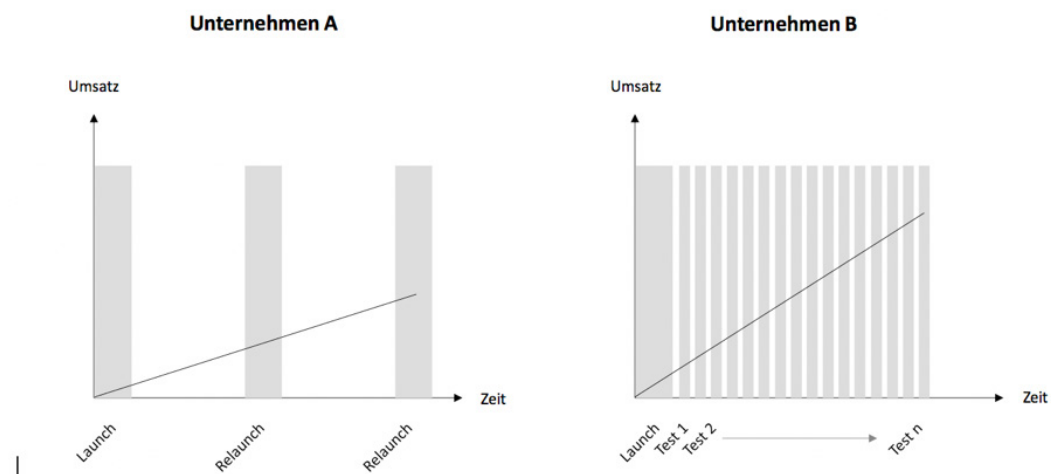 Unternehmen A
Umsatz
Zeit
Launch
Relaunch
Relaunch
Unternehmen B
Umsatz
Zeit
Launch
Test 1
Test 2
Test n